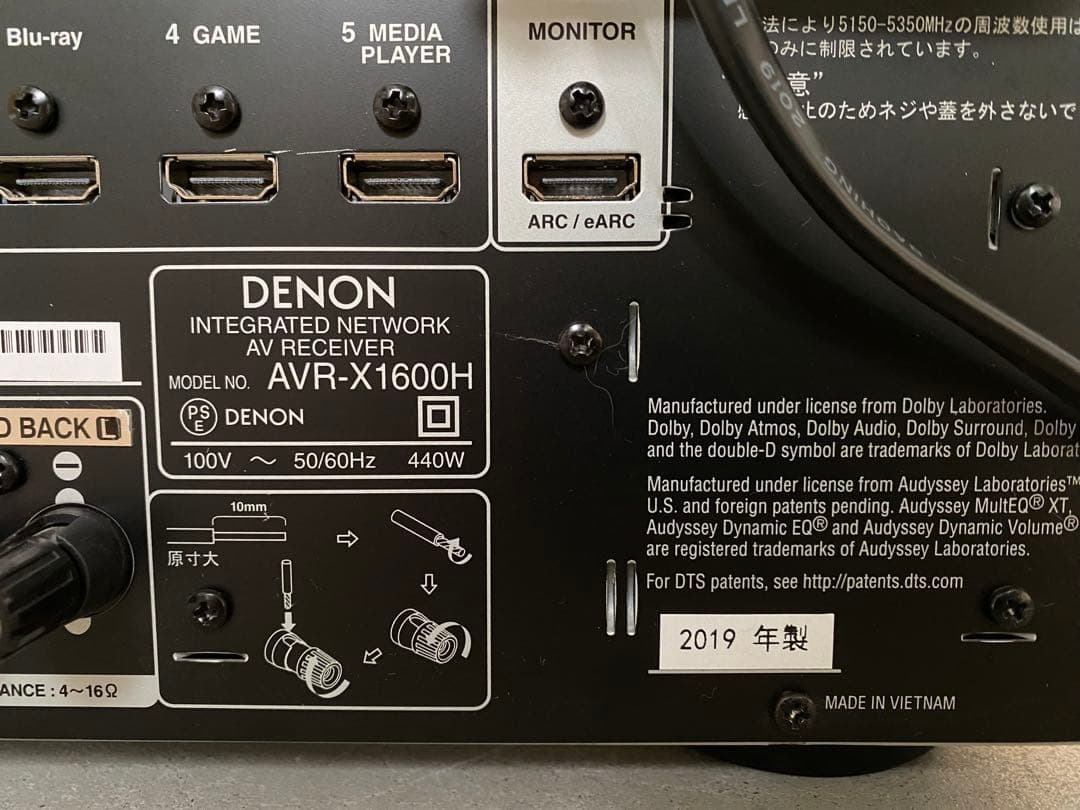 Blu-ray
4 GAME
5 MEDIA
PLAYER
MONITOR
ARC / eARC
法により5150-5350MHzの周波数使用は
のみに制限されています。
意”
止のためネジや蓋を外さないで
2019
DENON
INTEGRATED NETWORK
AV RECEIVER
MODEL NO. AVR-X1600H
PSE DENON
100V ～ 50/60Hz 440W
D BACK L
10mm
原寸大
ANCE : 4～16Ω
Manufactured under license from Dolby Laboratories.
Dolby, Dolby Atmos, Dolby Audio, Dolby Surround, Dolby
and the double-D symbol are trademarks of Dolby Laborat
Manufactured under license from Audyssey Laboratories™
U.S. and foreign patents pending. Audyssey MultEQ® XT,
Audyssey Dynamic EQ® and Audyssey Dynamic Volume®
are registered trademarks of Audyssey Laboratories.
For DTS patents, see http://patents.dts.com
2019 年製
MADE IN VIETNAM